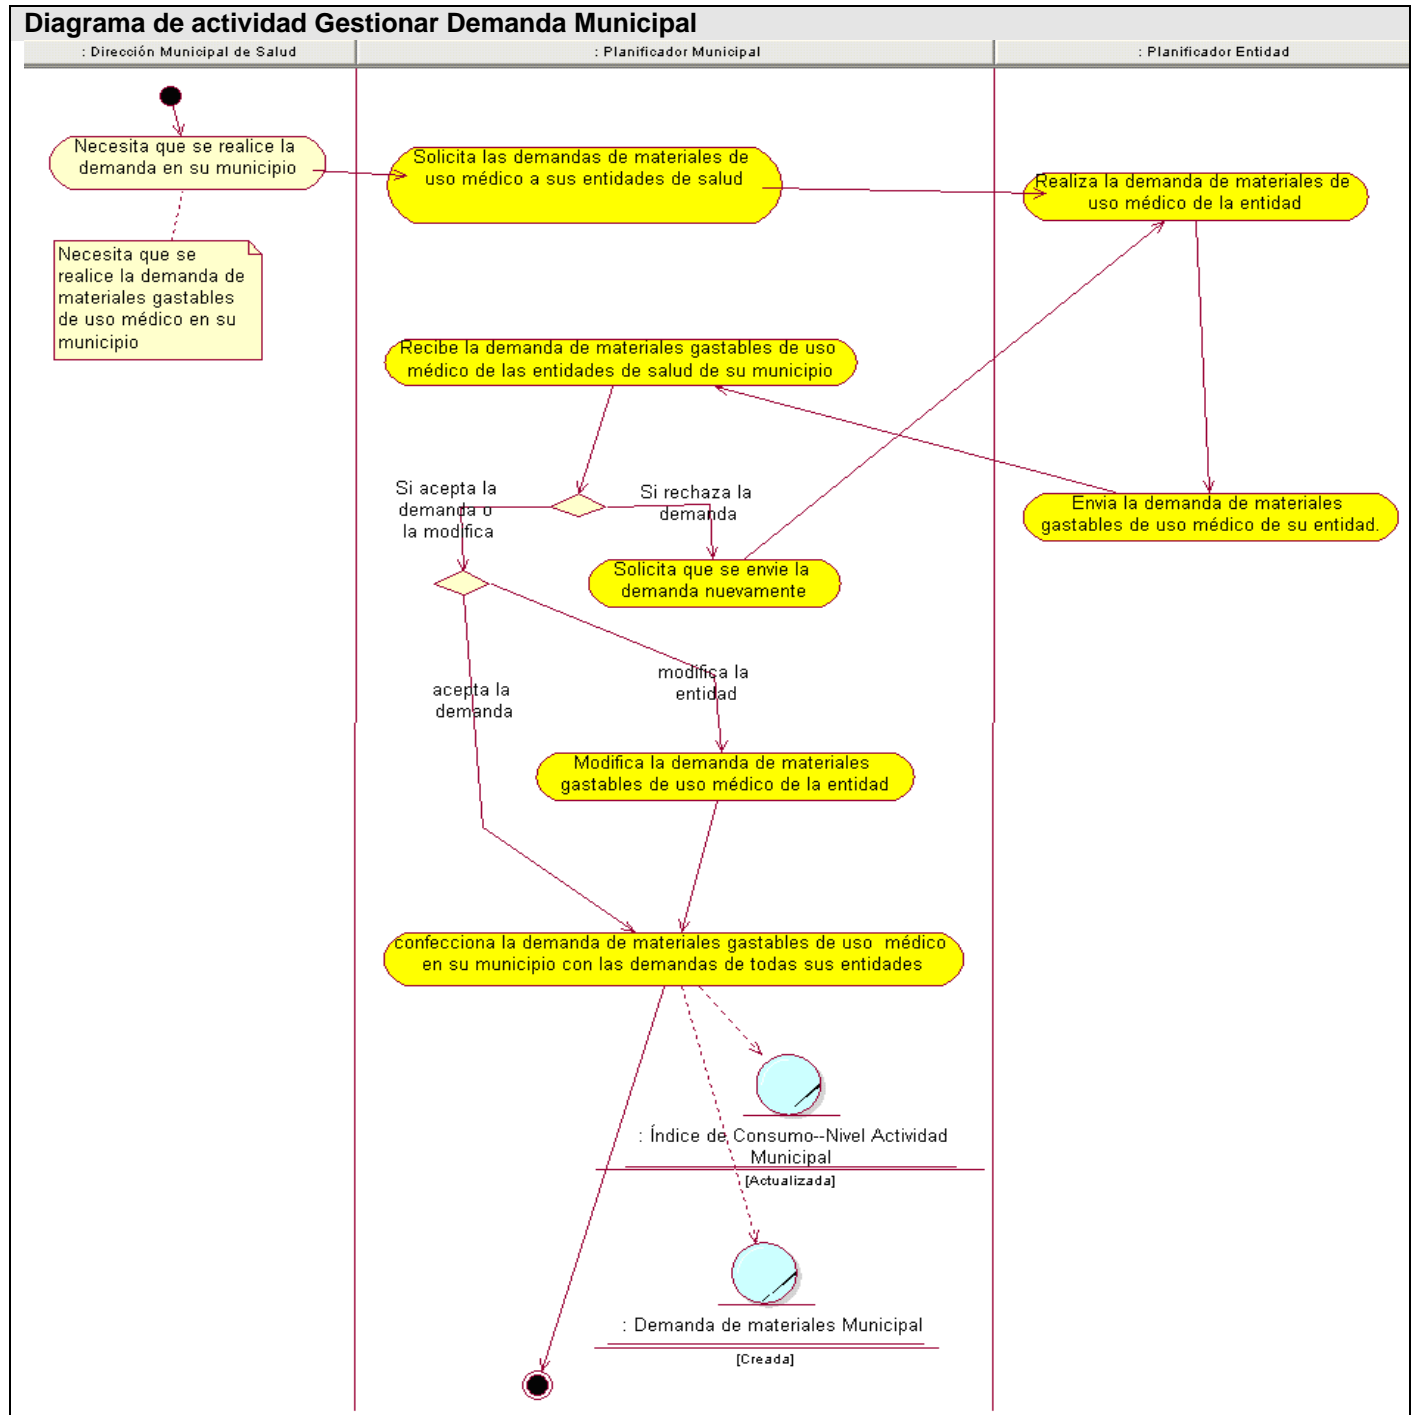 Diagrama de actividad Gestionar Demanda Municipal
: Dirección Municipal de Salud
: Planificador Municipal
: Planificador Entidad
Necesita que se realice la
demanda en su municipio
Solicita las demandas de materiales de
uso médico a sus entidades de salud
Realiza la demanda de materiales de
uso médico de la entidad
Necesita que se
realice la demanda de
materiales gastables
de uso médico en su
municipio
Recibe la demanda de materiales gastables de uso
médico de las entidades de salud de su municipio
Si acepta la
demanda o
la modifica
Si rechaza la
demanda
Envia la demanda de materiales
gastables de uso médico de su entidad.
Solicita que se envie la
demanda nuevamente
modifica la
entidad
acepta la
demanda
Modifica la demanda de materiales
gastables de uso médico de la entidad
confecciona la demanda de materiales gastables de uso  médico
en su municipio con las demandas de todas sus entidades
: Índice de Consumo--Nivel Actividad
Municipal
[Actualizada]
: Demanda de materiales Municipal
[Creada]